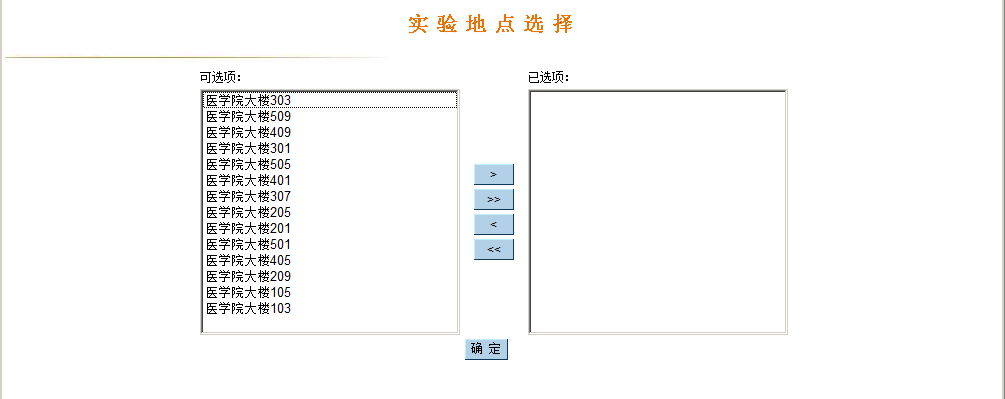 实验地点选择
可选项：
已选项：
医学院大楼303
医学院大楼509
医学院大楼409
医学院大楼301
医学院大楼505
医学院大楼401
医学院大楼307
医学院大楼205
医学院大楼201
医学院大楼501
医学院大楼405
医学院大楼209
医学院大楼105
医学院大楼103
>
>>
<
<<
确 定